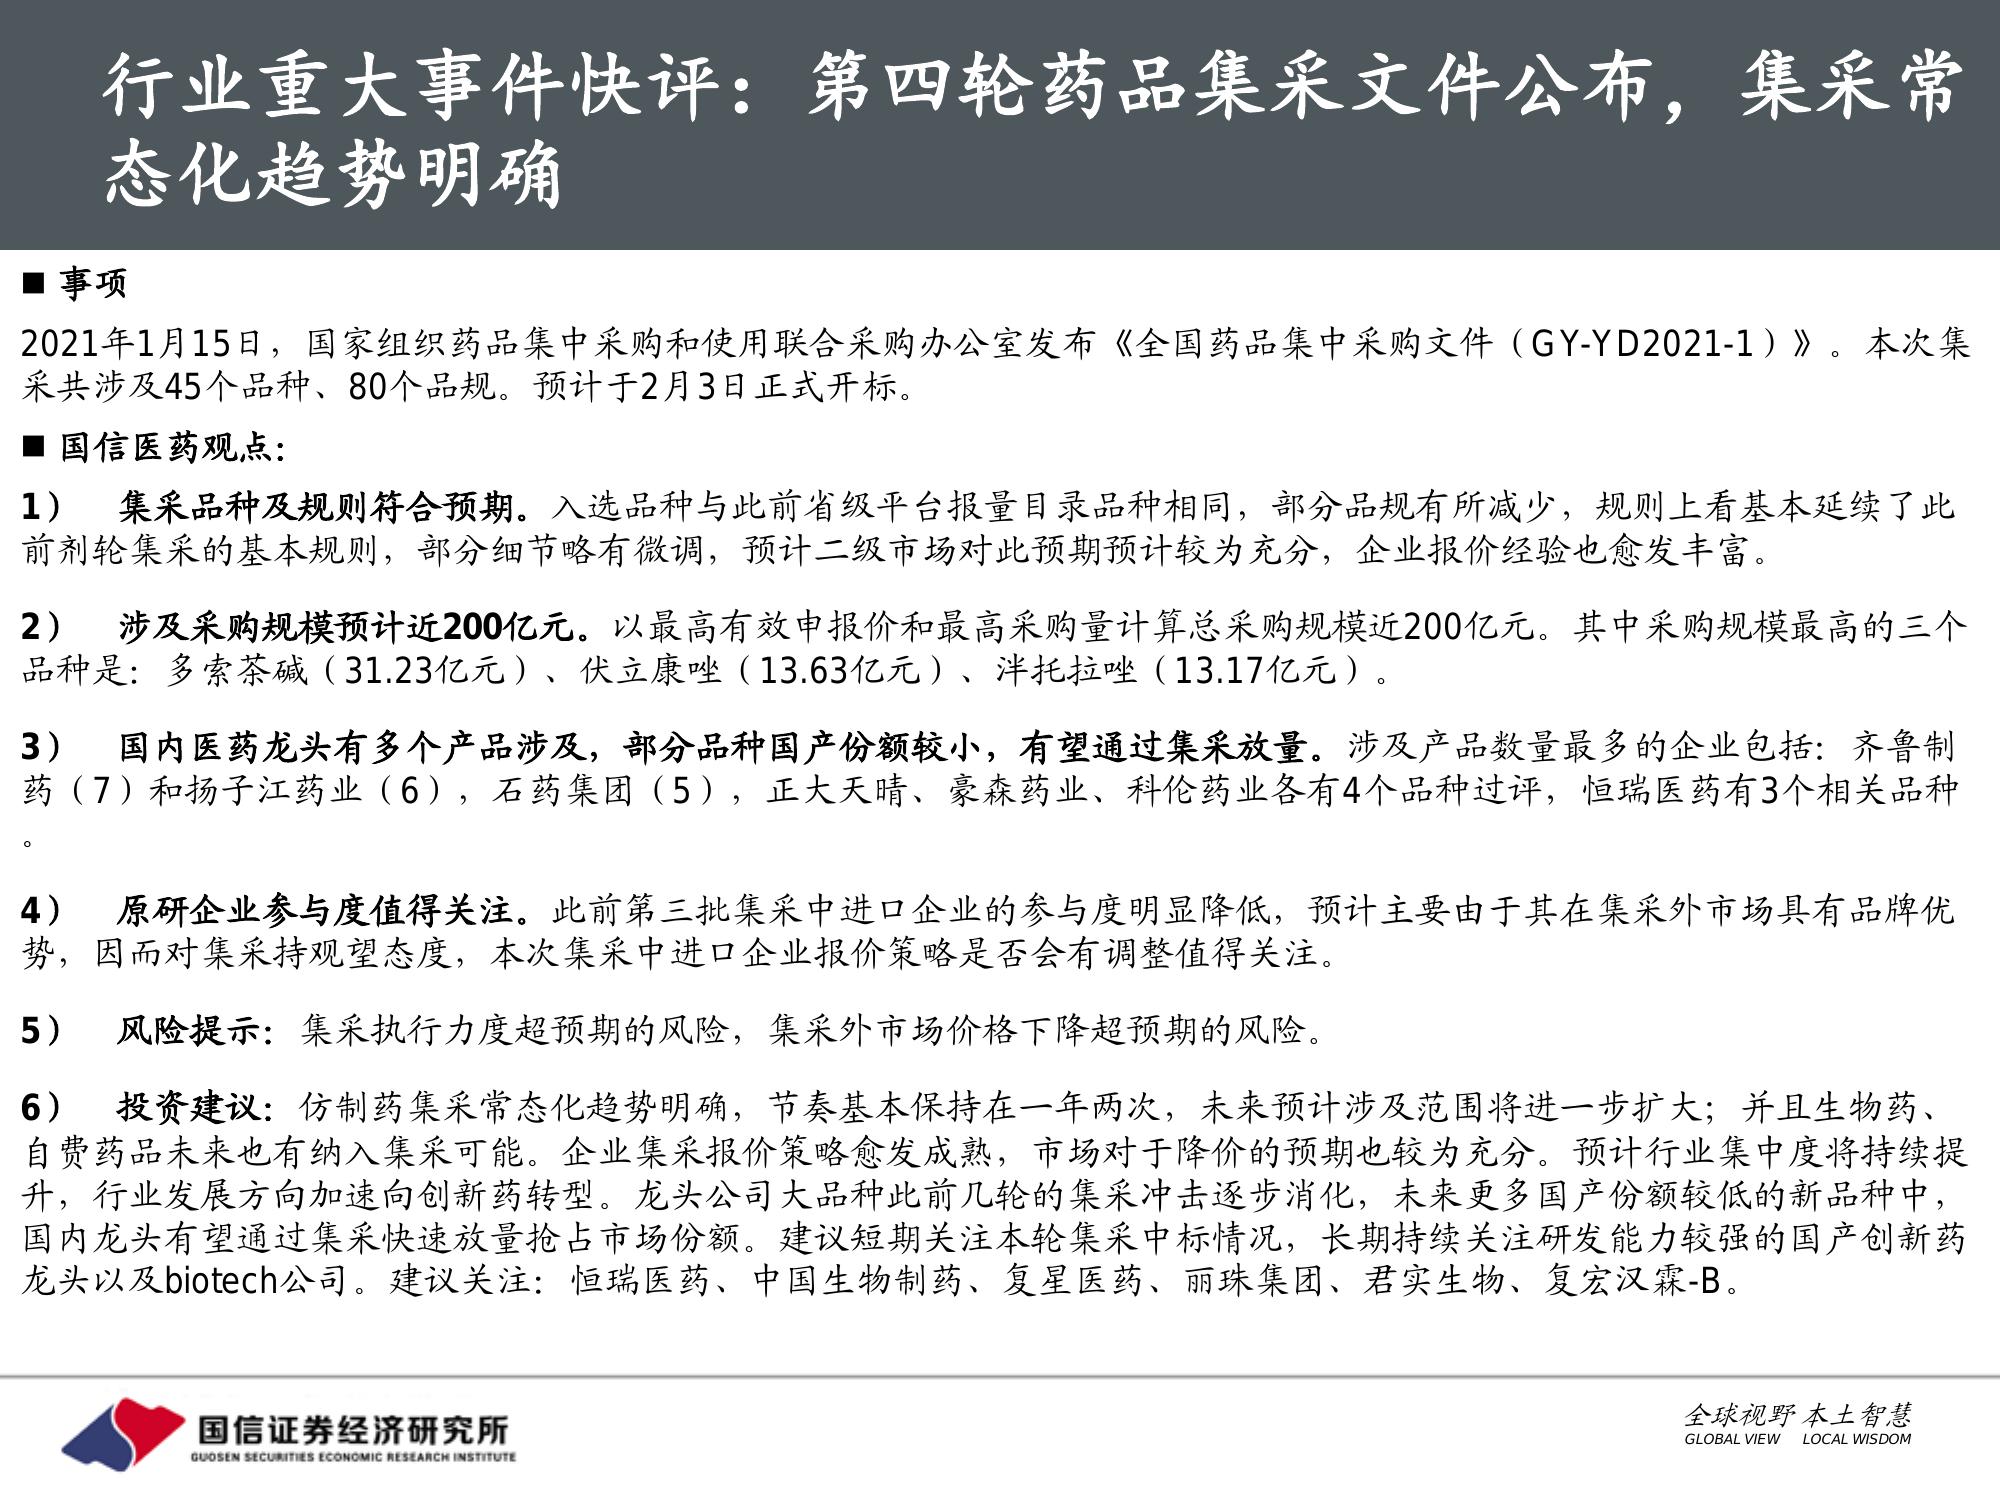 行业重大事件快评：第四轮药品集采文件公布，集采常
态化趋势明确
■ 事项
2021年1月15日，国家组织药品集中采购和使用联合采购办公室发布《全国药品集中采购文件（GY-YD2021-1）》。本次集
采共涉及45个品种、80个品规。预计于2月3日正式开标。
■ 国信医药观点：
1） 集采品种及规则符合预期。入选品种与此前省级平台报量目录品种相同，部分品规有所减少，规则上看基本延续了此
前剂轮集采的基本规则，部分细节略有微调，预计二级市场对此预期预计较为充分，企业报价经验也愈发丰富。
2） 涉及采购规模预计近200亿元。以最高有效申报价和最高采购量计算总采购规模近200亿元。其中采购规模最高的三个
品种是：多索茶碱（31.23亿元）、伏立康唑（13.63亿元）、泮托拉唑（13.17亿元）。
3） 国内医药龙头有多个产品涉及，部分品种国产份额较小，有望通过集采放量。涉及产品数量最多的企业包括：齐鲁制
药（7）和扬子江药业（6），石药集团（5），正大天晴、豪森药业、科伦药业各有4个品种过评，恒瑞医药有3个相关品种
。
4） 原研企业参与度值得关注。此前第三批集采中进口企业的参与度明显降低，预计主要由于其在集采外市场具有品牌优
势，因而对集采持观望态度，本次集采中进口企业报价策略是否会有调整值得关注。
5） 风险提示：集采执行力度超预期的风险，集采外市场价格下降超预期的风险。
6） 投资建议：仿制药集采常态化趋势明确，节奏基本保持在一年两次，未来预计涉及范围将进一步扩大；并且生物药、
自费药品未来也有纳入集采可能。企业集采报价策略愈发成熟，市场对于降价的预期也较为充分。预计行业集中度将持续提
升，行业发展方向加速向创新药转型。龙头公司大品种此前几轮的集采冲击逐步消化，未来更多国产份额较低的新品种中，
国内龙头有望通过集采快速放量抢占市场份额。建议短期关注本轮集采中标情况，长期持续关注研发能力较强的国产创新药
龙头以及biotech公司。建议关注：恒瑞医药、中国生物制药、复星医药、丽珠集团、君实生物、复宏汉霖-B。
国信证券经济研究所
GUOSEN SECURITIES ECONOMIC RESEARCH INSTITUTE
全球视野 本土智慧
GLOBAL VIEW LOCAL WISDOM